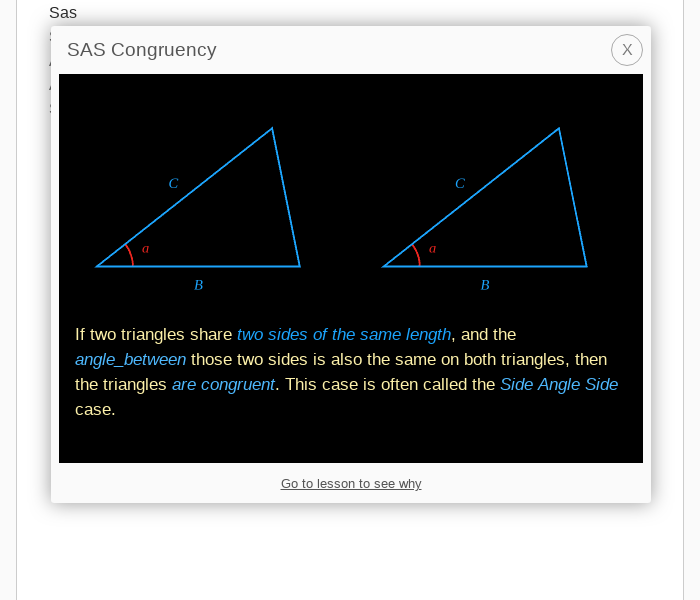 Sas
SAS Congruency
X
C
C
a
a
B
B
If two triangles share two sides of the same length, and the
angle_between those two sides is also the same on both triangles, then
the triangles are congruent. This case is often called the Side Angle Side
case.
Go to lesson to see why